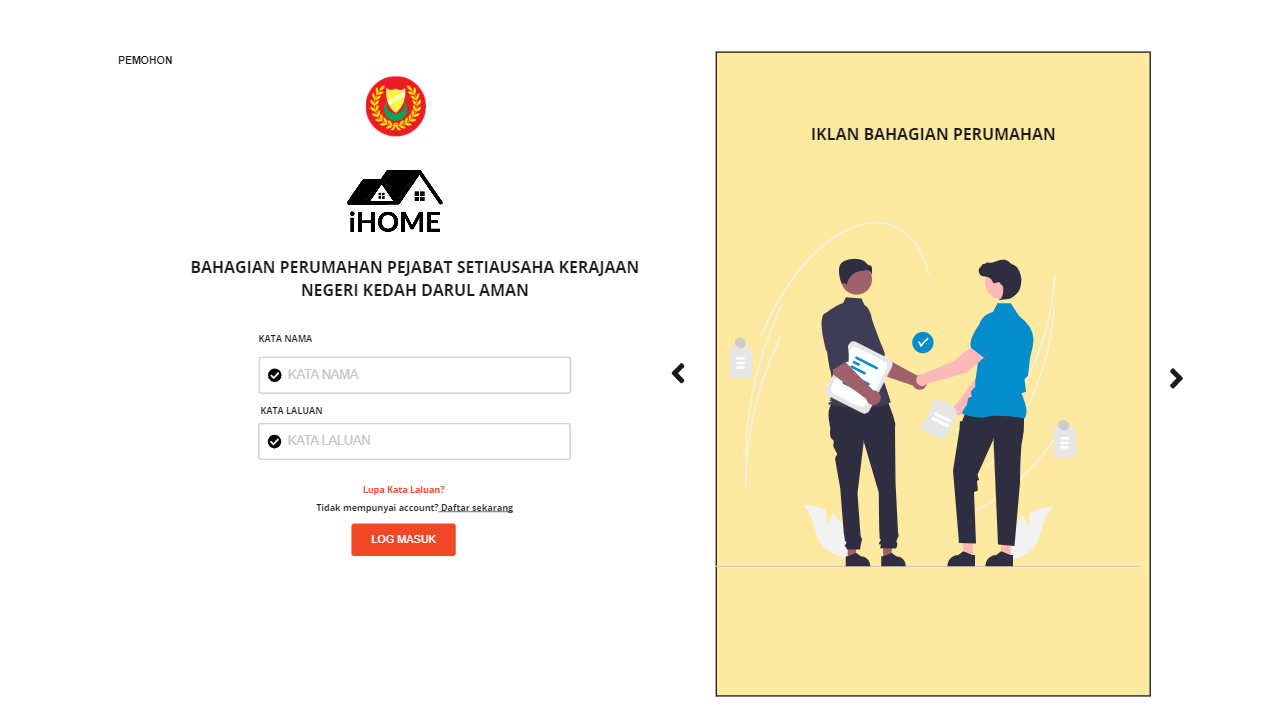 PEMOHON
iHOME
BAHAGIAN PERUMAHAN PEJABAT SETIAUSAHA KERAJAAN
NEGERI KEDAH DARUL AMAN
KATA NAMA
KATA NAMA
KATA LALUAN
KATA LALUAN
Lupa Kata Laluan?
Tidak mempunyai account? Daftar sekarang
LOG MASUK
IKLAN BAHAGIAN PERUMAHAN